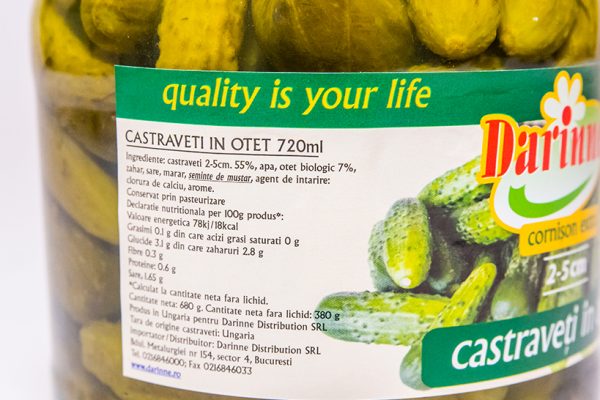 quality is your life
CASTRAVETI IN OTET 720ml
Ingrediente: castraveti 2-5cm. 55%, apa, otet biologic 7%,
zahar, sare, marar, seminte de mustar, agent de intarire:
clorura de calciu, arome.
Conservat prin pasteurizare
Declaratie nutritionala per 100g produs*:
Valoare energetica 78kj/18kcal
Grasimi 0.1 g din care acizi grasi saturati 0 g
Glucide 3.1 g din care zaharuri 2.8 g
Fibre 0.3 g
Proteine: 0.6 g
Sare, 1.65 g
*Calculat la cantitate neta fara lichid.
Cantitate neta: 680 g. Cantitate neta fara lichid: 380 g
Produs in Ungaria pentru Darinne Distribution SRL
Tara de origine castraveti: Ungaria
Importator/Distribuitor: Darinne Distribution SRL
Bdul. Metalurgiei nr 154, sector 4, Bucuresti
Tel. 0216846000; Fax 0216846033
www.darinne.ro
Darinn
cornison
2-5cm
castraveți în